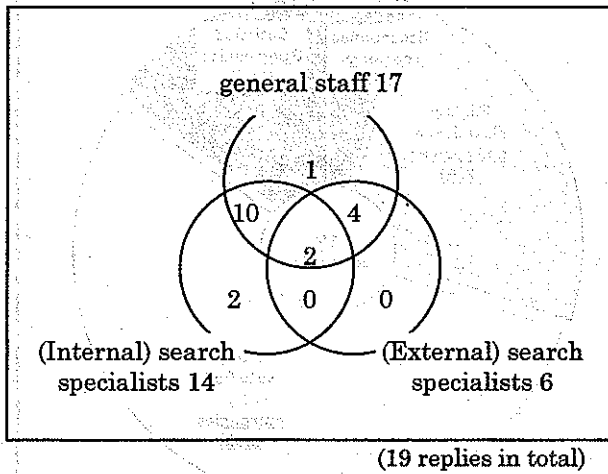 general staff 17
1
10 4
2
2 0 0
(Internal) search (External) search
specialists 14 specialists 6
(19 replies in total)